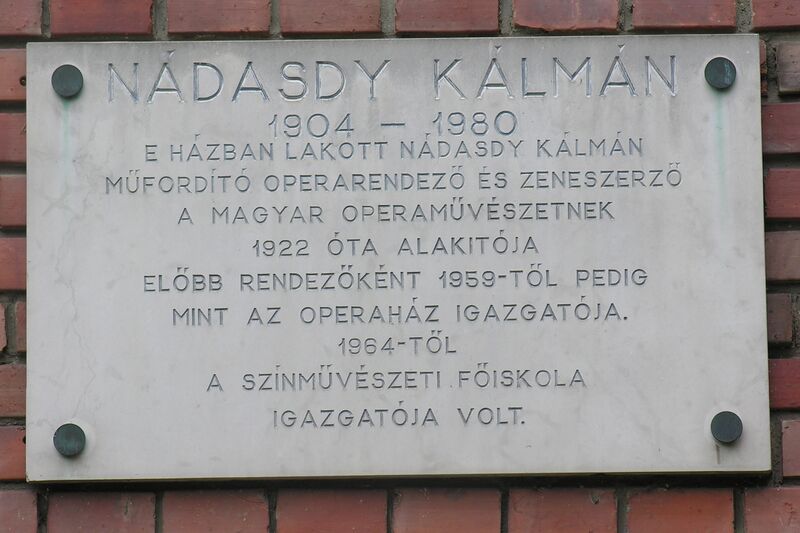 NÁDASDY KÁLMÁN
1904 – 1980
E HÁZBAN LAKOTT NÁDASDY KÁLMÁN
MŰFORDÍTÓ OPERARENDEZŐ ÉS ZENESZERZŐ
A MAGYAR OPERAMŰVÉSZETNEK
1922 ÓTA ALAKITÓJA
ELŐBB RENDEZŐKÉNT 1959-TŐL PEDIG
MINT AZ OPERAHÁZ IGAZGATÓJA.
1964-TŐL
A SZÍNMŰVÉSZETI FŐISKOLA
IGAZGATÓJA VOLT.